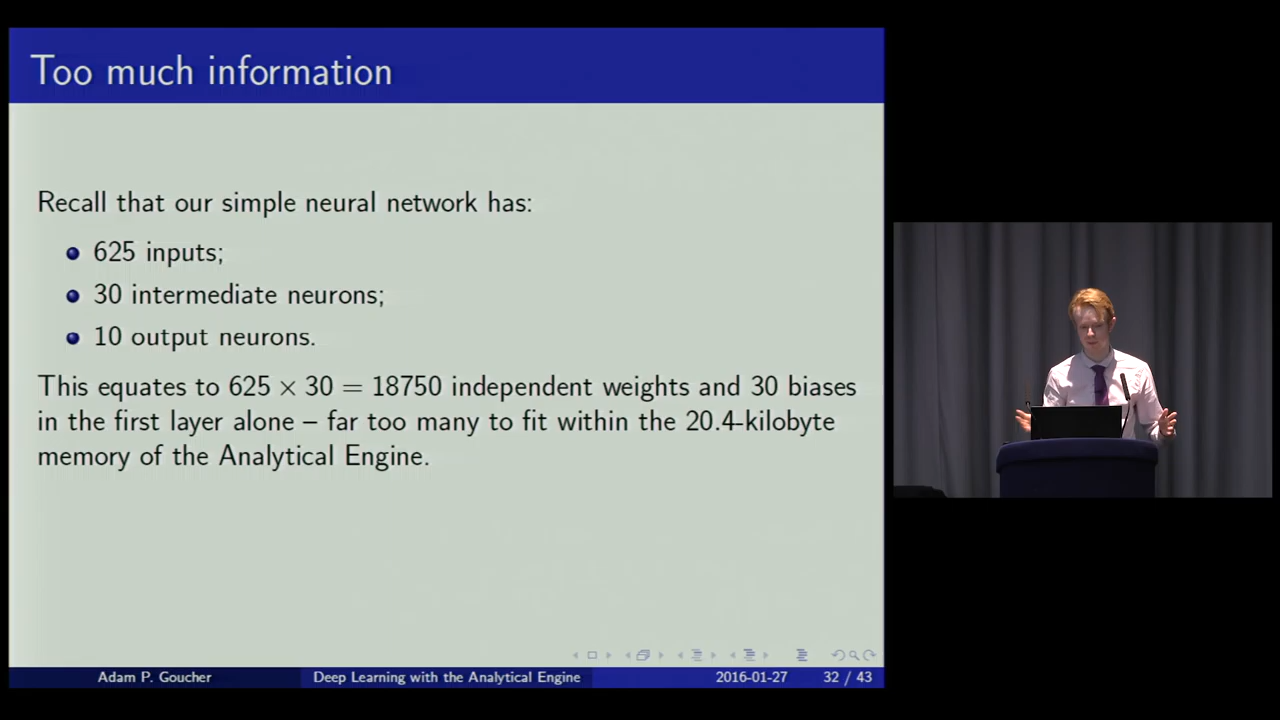 Too much information
Recall that our simple neural network has:
625 inputs;
30 intermediate neurons;
10 output neurons.
This equates to 625 × 30 = 18750 independent weights and 30 biases
in the first layer alone – far too many to fit within the 20.4-kilobyte
memory of the Analytical Engine.
Adam P. Goucher
Deep Learning with the Analytical Engine
2016-01-27
32 / 43